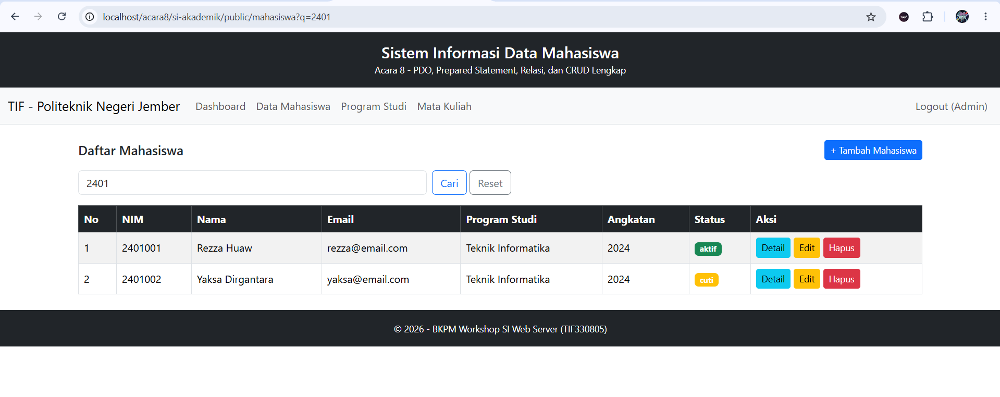 localhost/acara8/si-akademik/public/mahasiswa?q=2401
Sistem Informasi Data Mahasiswa
Acara 8 - PDO, Prepared Statement, Relasi, dan CRUD Lengkap
TIF - Politeknik Negeri Jember Dashboard Data Mahasiswa Program Studi Mata Kuliah Logout (Admin)
Daftar Mahasiswa + Tambah Mahasiswa
2401 Cari Reset
No NIM Nama Email Program Studi Angkatan Status Aksi
1 2401001 Rezza Huaw rezza@email.com Teknik Informatika 2024 aktif Detail Edit Hapus
2 2401002 Yaksa Dirgantara yaksa@email.com Teknik Informatika 2024 cuti Detail Edit Hapus
© 2026 - BKPM Workshop SI Web Server (TIF330805)